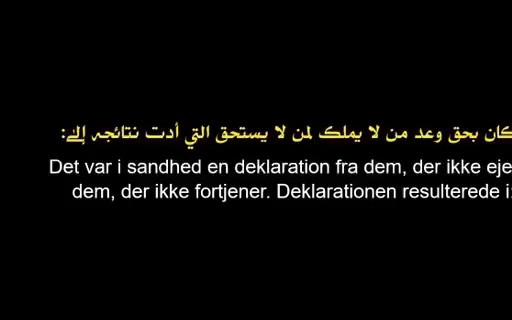 كان بحق وعد من لا يملك لمن لا يستحق التي أدت نتائجه إلى:
Det var i sandhed en deklaration fra dem, der ikke eje
dem, der ikke fortjener. Deklarationen resulterede i: